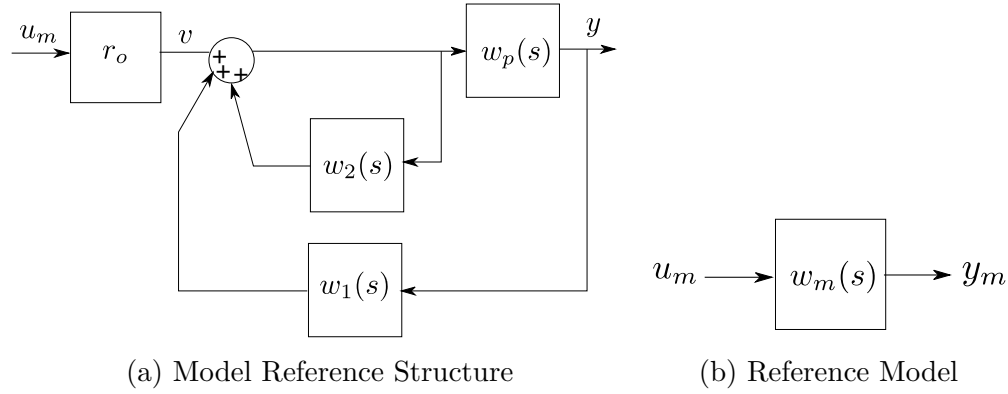 u_m
r_o
v
+
+
+
w_p(s)
y
w_2(s)
w_1(s)
u_m
w_m(s)
y_m
(a) Model Reference Structure
(b) Reference Model